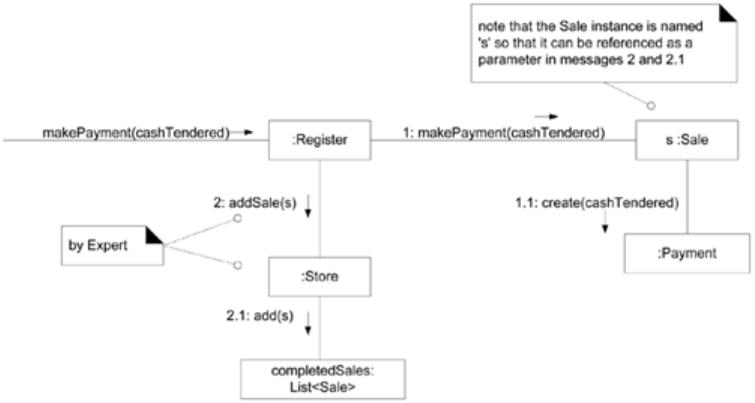 note that the Sale instance is named
's' so that it can be referenced as a
parameter in messages 2 and 2.1
makePayment(cashTendered)
:Register
1: makePayment(cashTendered)
s :Sale
2: addSale(s)
1.1: create(cashTendered)
by Expert
:Payment
:Store
2.1: add(s)
completedSales:
List<Sale>